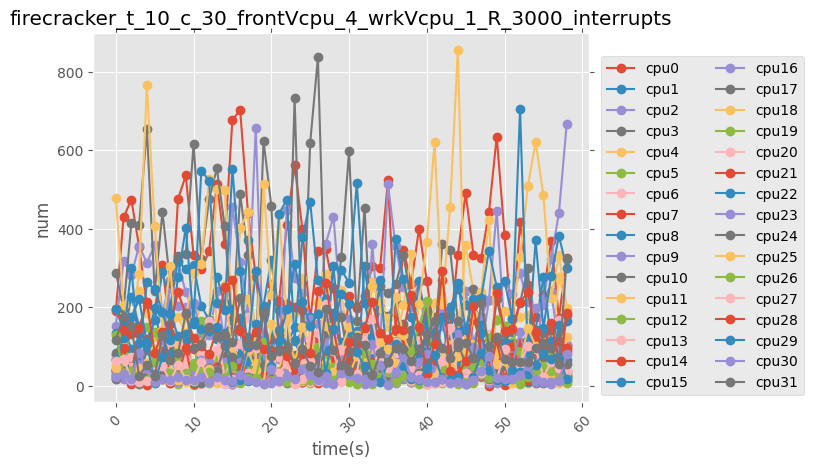 firecracker_t_10_c_30_frontVcpu_4_wrkVcpu_1_R_3000_interrupts
800
600
400
200
0
num
0 10 20 30 40 50 60
time(s)
cpu0
cpu1
cpu2
cpu3
cpu4
cpu5
cpu6
cpu7
cpu8
cpu9
cpu10
cpu11
cpu12
cpu13
cpu14
cpu15
cpu16
cpu17
cpu18
cpu19
cpu20
cpu21
cpu22
cpu23
cpu24
cpu25
cpu26
cpu27
cpu28
cpu29
cpu30
cpu31